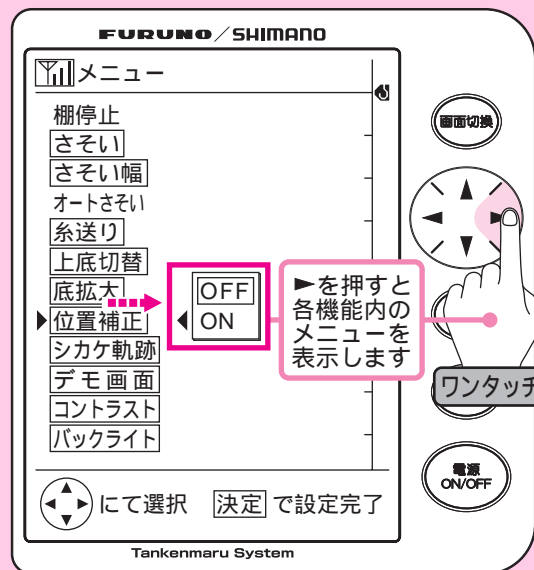 FURUNO/SHIMANO
メニュー
棚停止
さそい
さそい幅
オートさそい
糸送り
上底切替
底拡大
位置補正
シカケ軌跡
デモ画面
コントラスト
バックライト
OFF
ON
►を押すと
各機能内の
メニューを
表示します
にて選択 決定 で設定完了
Tankenmaru System
画面切換
ワンタッチ
電源
ON/OFF